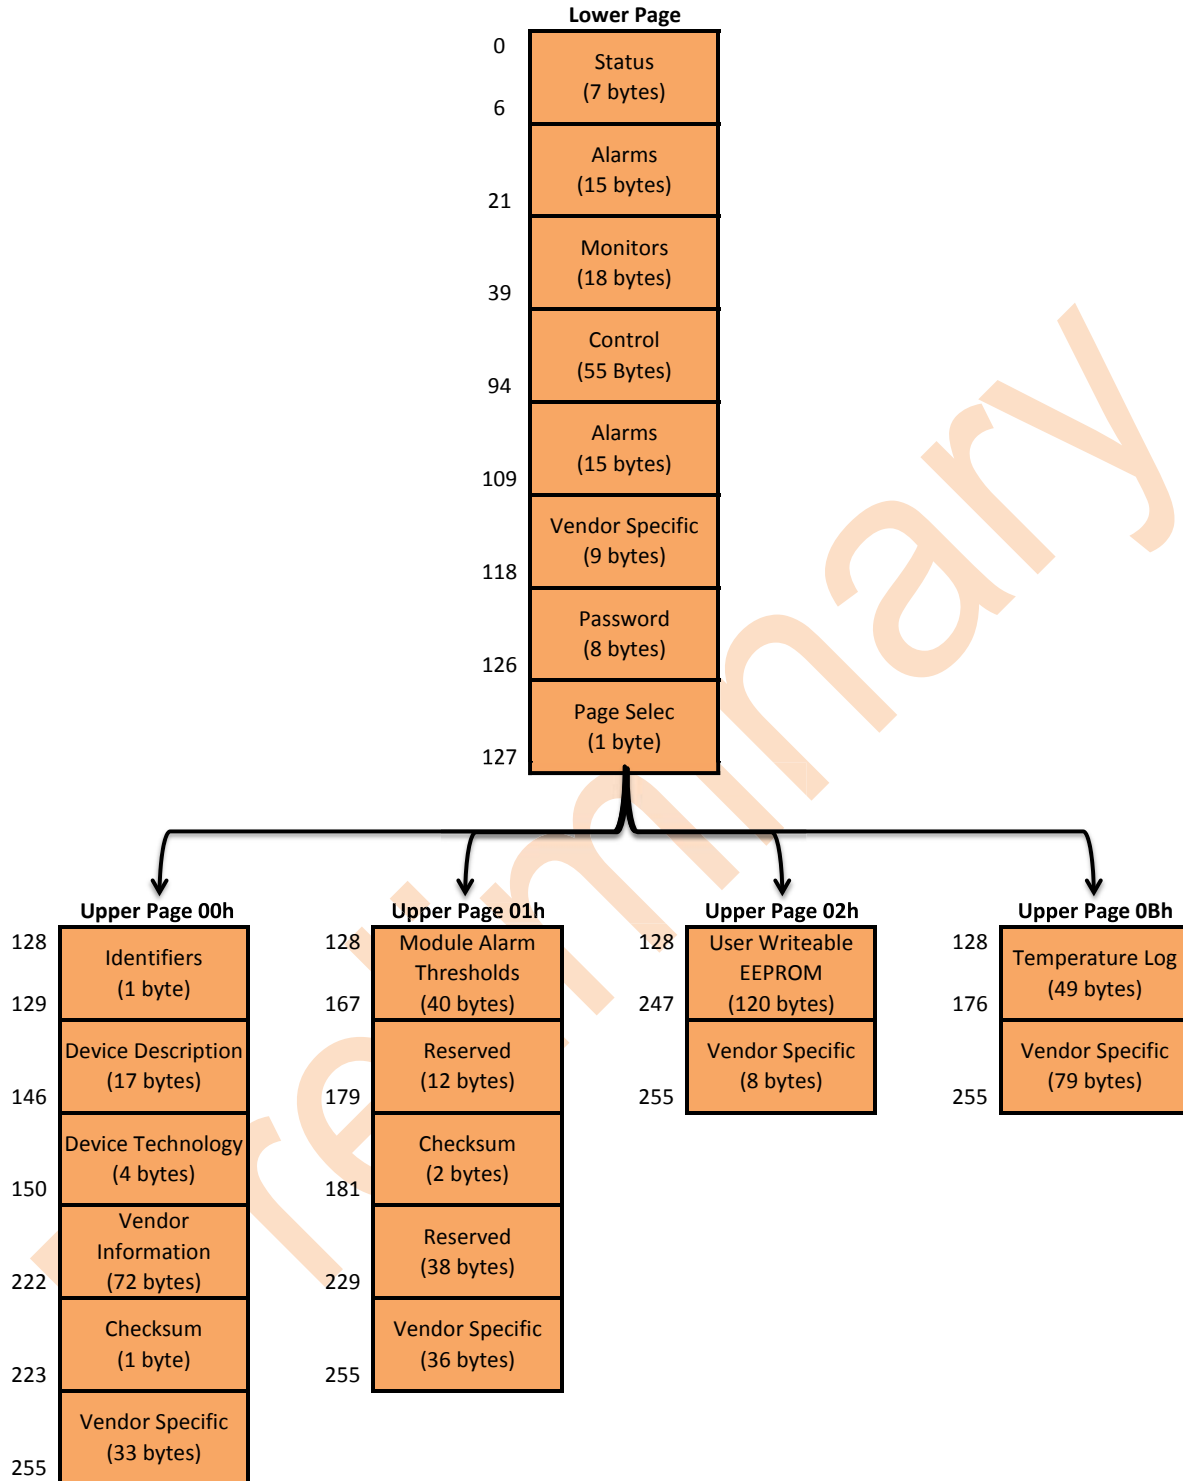 Lower Page
0
Status
(7 bytes)
6
Alarms
(15 bytes)
21
Monitors
(18 bytes)
39
Control
(55 Bytes)
94
Alarms
(15 bytes)
109
Vendor Specific
(9 bytes)
118
Password
(8 bytes)
126
Page Selec
(1 byte)
127
Upper Page 00h
128
Identifiers
(1 byte)
129
Device Description
(17 bytes)
146
Device Technology
(4 bytes)
150
Vendor
Information
(72 bytes)
222
Checksum
(1 byte)
223
Vendor Specific
(33 bytes)
255
Upper Page 01h
128
Module Alarm
Thresholds
(40 bytes)
167
Reserved
(12 bytes)
179
Checksum
(2 bytes)
181
Reserved
(38 bytes)
229
Vendor Specific
(36 bytes)
255
Upper Page 02h
128
User Writeable
EEPROM
(120 bytes)
247
Vendor Specific
(8 bytes)
255
Upper Page 0Bh
128
Temperature Log
(49 bytes)
176
Vendor Specific
(79 bytes)
255
Preliminary